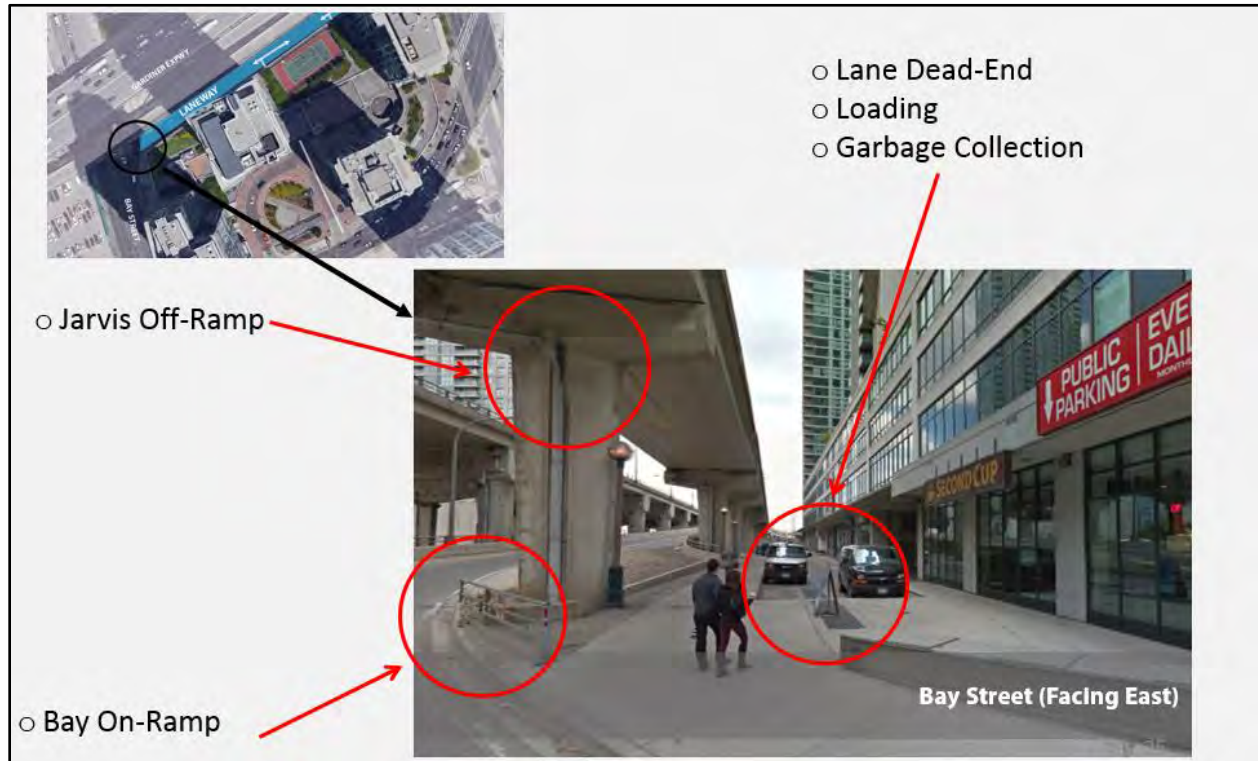 GARDINER EXPWY
LANEWAY
BAY STREET
○ Lane Dead-End
○ Loading
○ Garbage Collection
○ Jarvis Off-Ramp
PUBLIC
PARKING
EVE
DAIL
SECOND CUP
Bay Street (Facing East)
○ Bay On-Ramp